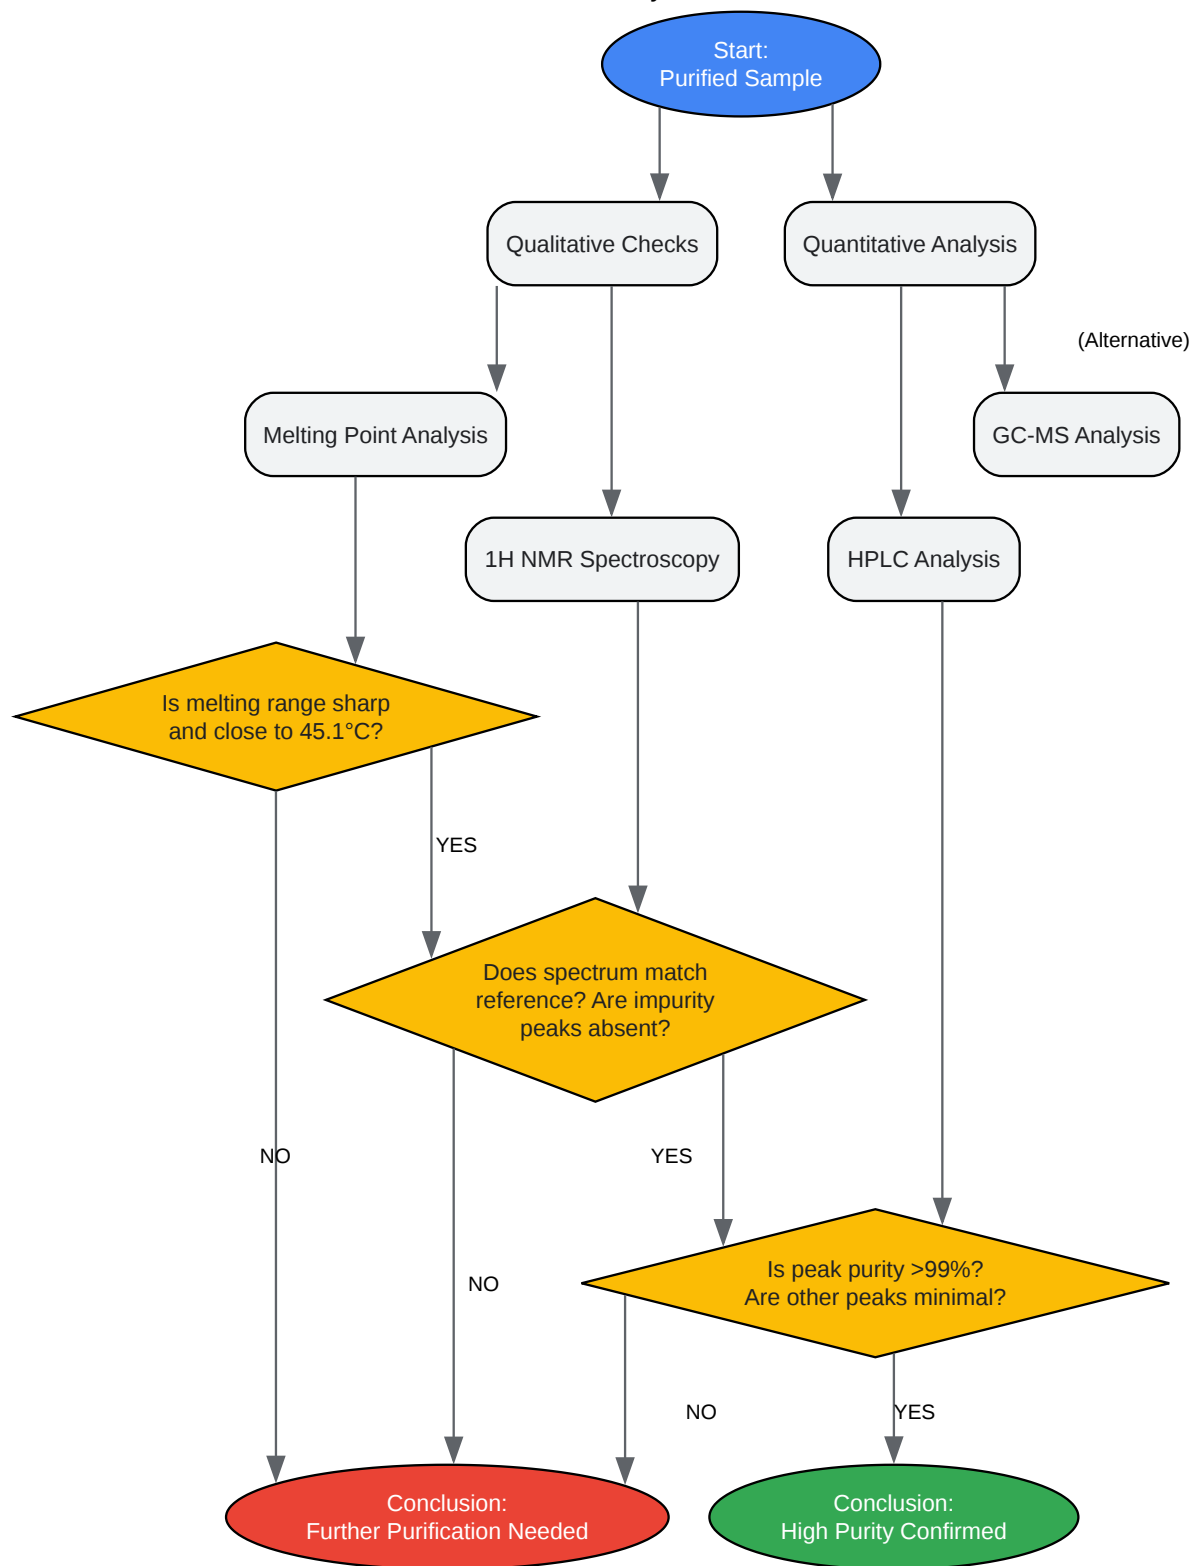 Start:
Purified Sample
Qualitative Checks
Quantitative Analysis
(Alternative)
Melting Point Analysis
GC-MS Analysis
1H NMR Spectroscopy
HPLC Analysis
Is melting range sharp
and close to 45.1°C?
YES
Does spectrum match
reference? Are impurity
peaks absent?
NO
YES
Is peak purity >99%?
Are other peaks minimal?
NO
NO
YES
Conclusion:
Further Purification Needed
Conclusion:
High Purity Confirmed